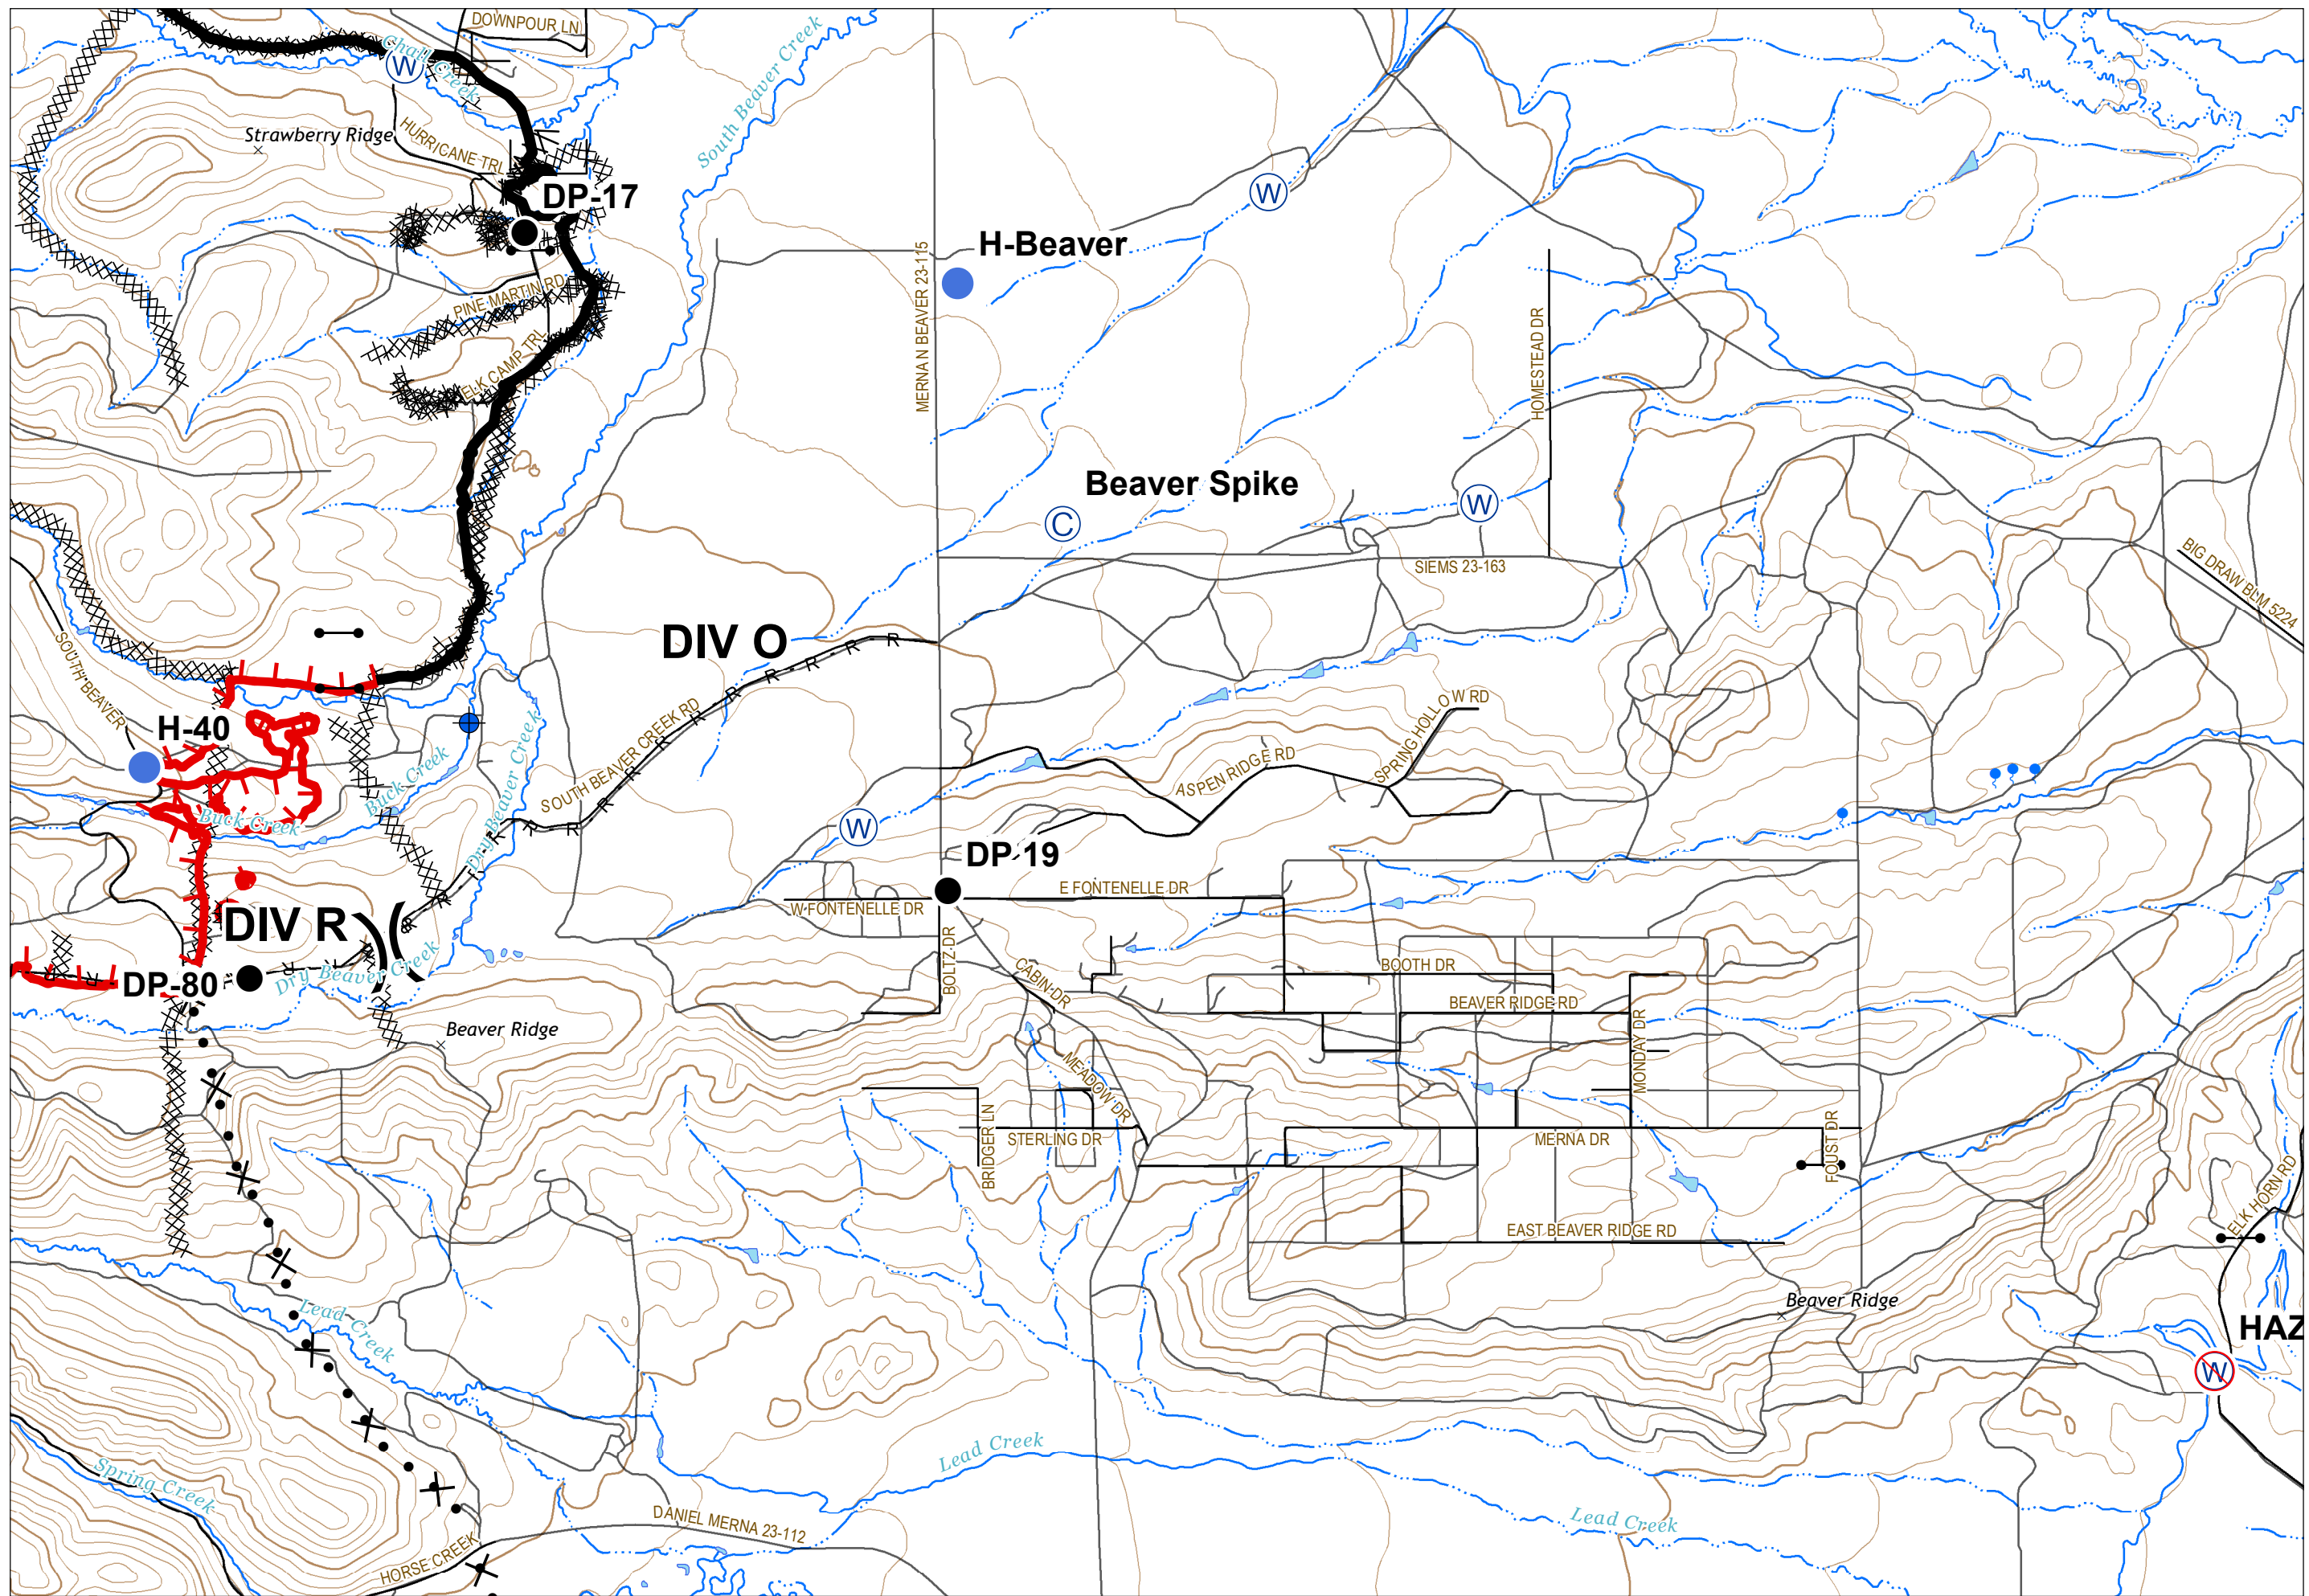 DOWNPOUR LN
Chall Creek
W
South Beaver Creek
Strawberry Ridge
HURRICANE TRL
DP-17
W
H-Beaver
MERNA N BEAVER 23-115
PINE MARTIN RD
ELK CAMP TRL
HOMESTEAD DR
Beaver Spike
C
W
SIEMS 23-163
BIG DRAW BLM 5224
SOUTH BEAVER
DIV O
R
R
R
R
R
R
R
R
R
R
R
R
R
SOUTH BEAVER CREEK RD
H-40
Buck Creek
Buck Creek
Dry Beaver Creek
SPRING HOLLOW RD
ASPEN RIDGE RD
W
DP-19
E FONTENELLE DR
W FONTENELLE DR
DIV R
DP-80
Dry Beaver Creek
BOLTZ DR
CABIN DR
BOOTH DR
BEAVER RIDGE RD
MONDAY DR
Beaver Ridge
MEADOW DR
BRIDGER LN
STERLING DR
MERNA DR
FOUST DR
EAST BEAVER RIDGE RD
ELK HORN RD
Beaver Ridge
HAZ
W
Lead Creek
Lead Creek
Lead Creek
Spring Creek
DANIEL MERNA 23-112
HORSE CREEK